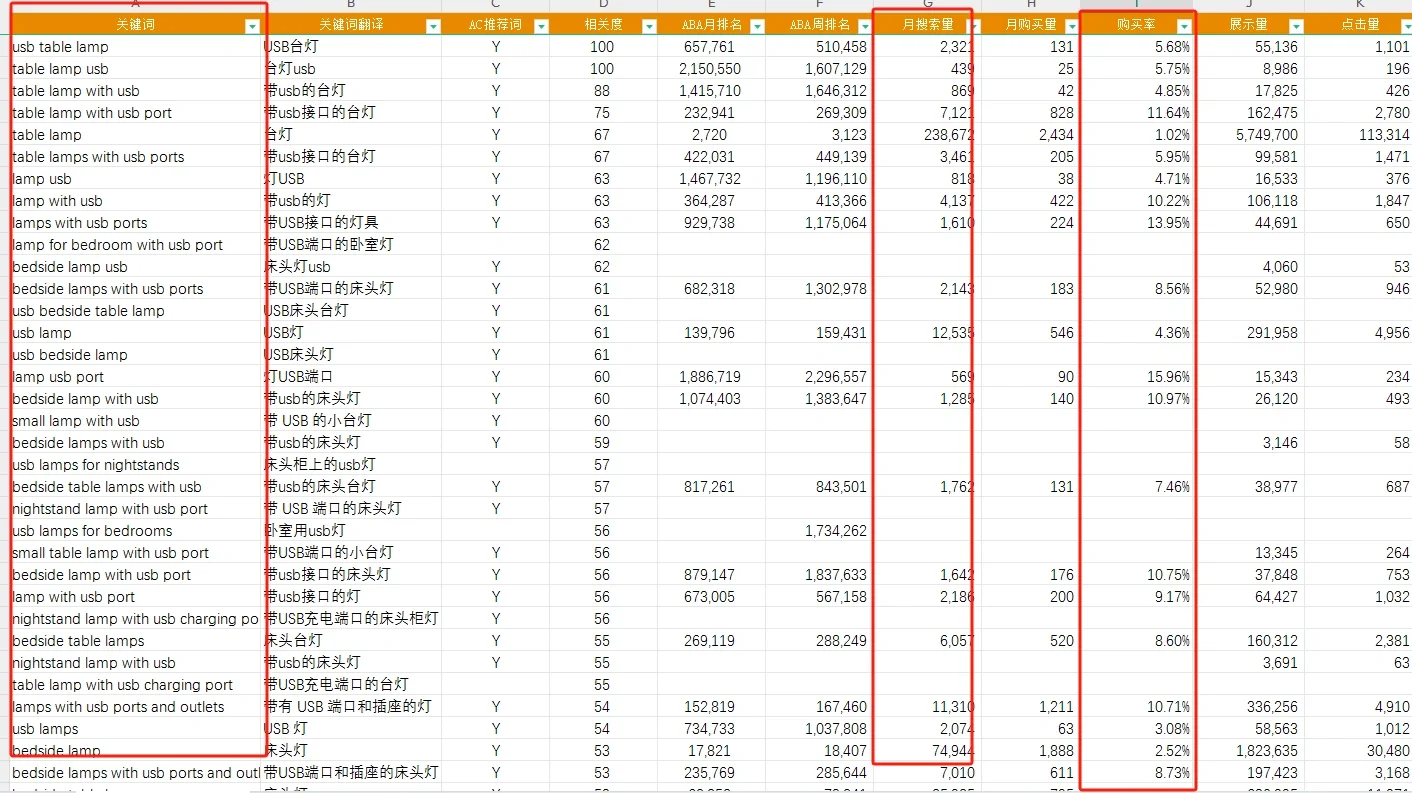 A B C D E F G H I J K
关键词 关键词翻译 AC推荐词 相关度 ABA月排名 ABA周排名 月搜索量 月购买量 购买率 展示量 点击量
usb table lamp USB台灯 Y 100 657,761 510,458 2,321 131 5.68% 55,136 1,101
table lamp usb 台灯usb Y 100 2,150,550 1,607,129 439 25 5.75% 8,986 196
table lamp with usb 带usb的台灯 Y 88 1,415,710 1,646,312 869 42 4.85% 17,825 426
table lamp with usb port 带usb接口的台灯 Y 75 232,941 269,309 7,121 828 11.64% 162,475 2,780
table lamp 台灯 Y 67 2,720 3,123 238,672 2,434 1.02% 5,749,700 113,314
table lamps with usb ports 带usb接口的台灯 Y 67 422,031 449,139 3,461 205 5.95% 99,581 1,471
lamp usb 灯USB Y 63 1,467,732 1,196,110 818 38 4.71% 16,533 376
lamp with usb 带usb的灯 Y 63 364,287 413,366 4,137 422 10.22% 106,118 1,847
lamps with usb ports 带USB接口的灯具 Y 63 929,738 1,175,064 1,610 224 13.95% 44,691 650
lamp for bedroom with usb port 带USB端口的卧室灯 62
bedside lamp usb 床头灯usb Y 62 4,060 53
bedside lamps with usb ports 带USB端口的床头灯 Y 61 682,318 1,302,978 2,143 183 8.56% 52,980 946
usb bedside table lamp USB床头台灯 Y 61
usb lamp USB灯 Y 61 139,796 159,431 12,535 546 4.36% 291,958 4,956
usb bedside lamp USB床头灯 Y 61
lamp usb port 灯USB端口 Y 60 1,886,719 2,296,557 569 90 15.96% 15,343 234
bedside lamp with usb 带usb的床头灯 Y 60 1,074,403 1,383,647 1,285 140 10.97% 26,120 493
small lamp with usb 带 USB 的小台灯 Y 60
bedside lamps with usb 带usb的床头灯 Y 59 3,146 58
usb lamps for nightstands 床头柜上的usb灯 57
bedside table lamps with usb 带usb的床头台灯 Y 57 817,261 843,501 1,762 131 7.46% 38,977 687
nightstand lamp with usb port 带 USB 端口的床头灯 Y 57
usb lamps for bedrooms 卧室用usb灯 56 1,734,262
small table lamp with usb port 带USB端口的小台灯 Y 56 13,345 264
bedside lamp with usb port 带usb接口的床头灯 Y 56 879,147 1,837,633 1,642 176 10.75% 37,848 753
lamp with usb port 带usb接口的灯 Y 56 673,005 567,158 2,186 200 9.17% 64,427 1,032
nightstand lamp with usb charging po 带USB充电端口的床头柜灯 Y 56
bedside table lamps 床头台灯 Y 55 269,119 288,249 6,057 520 8.60% 160,312 2,381
nightstand lamp with usb 带usb的床头灯 Y 55 3,691 63
table lamp with usb charging port 带USB充电端口的台灯 55
lamps with usb ports and outlets 带有 USB 端口和插座的灯 Y 54 152,819 167,460 11,310 1,211 10.71% 336,256 4,910
usb lamps USB 灯 Y 54 734,733 1,037,808 2,074 63 3.08% 58,563 1,012
bedside lamp 床头灯 Y 53 17,821 18,407 74,944 1,888 2.52% 1,823,635 30,480
bedside lamps with usb ports and outl 带USB端口和插座的床头灯 Y 53 235,769 285,644 7,010 611 8.73% 197,423 3,168